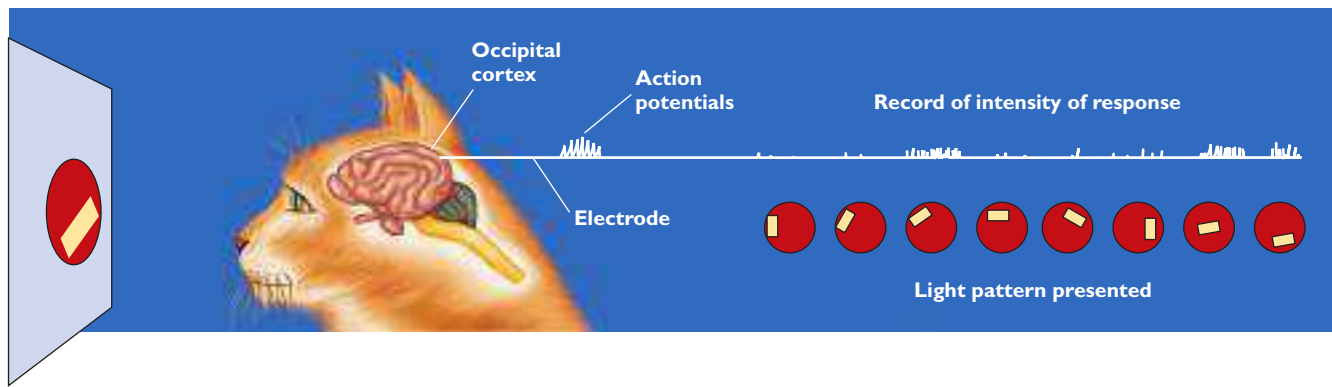 Occipital
cortex
Action
potentials
Record of intensity of response
Electrode
Light pattern presented